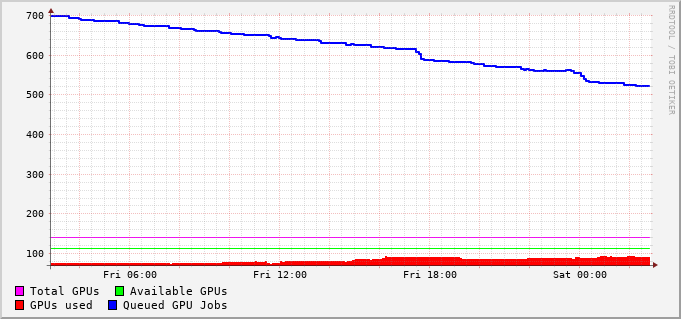 RRDTOOL / TOBI OETIKER
700
600
500
400
300
200
100
Fri 06:00 Fri 12:00 Fri 18:00 Sat 00:00
Total GPUs Available GPUs
GPUs used Queued GPU Jobs